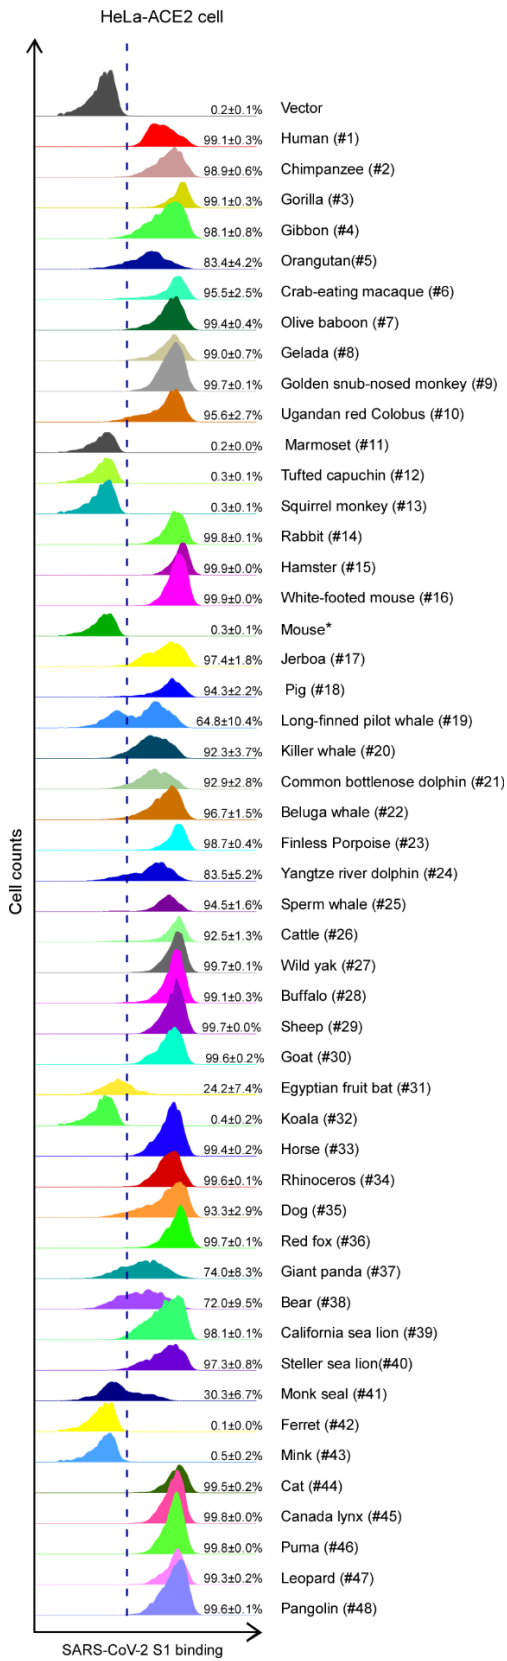 HeLa-ACE2 cell
0.2±0.1% Vector
99.1±0.3% Human (#1)
98.9±0.6% Chimpanzee (#2)
99.1±0.3% Gorilla (#3)
98.1±0.8% Gibbon (#4)
83.4±4.2% Orangutan(#5)
95.5±2.5% Crab-eating macaque (#6)
99.4±0.4% Olive baboon (#7)
99.0±0.7% Gelada (#8)
99.7±0.1% Golden snub-nosed monkey (#9)
95.6±2.7% Ugandan red Colobus (#10)
0.2±0.0% Marmoset (#11)
0.3±0.1% Tufted capuchin (#12)
0.3±0.1% Squirrel monkey (#13)
99.8±0.1% Rabbit (#14)
99.9±0.0% Hamster (#15)
99.9±0.0% White-footed mouse (#16)
0.3±0.1% Mouse*
97.4±1.8% Jerboa (#17)
94.3±2.2% Pig (#18)
64.8±10.4% Long-finned pilot whale (#19)
92.3±3.7% Killer whale (#20)
92.9±2.8% Common bottlenose dolphin (#21)
96.7±1.5% Beluga whale (#22)
98.7±0.4% Finless Porpoise (#23)
83.5±5.2% Yangtze river dolphin (#24)
94.5±1.6% Sperm whale (#25)
92.5±1.3% Cattle (#26)
99.7±0.1% Wild yak (#27)
99.1±0.3% Buffalo (#28)
99.7±0.0% Sheep (#29)
99.6±0.2% Goat (#30)
24.2±7.4% Egyptian fruit bat (#31)
0.4±0.2% Koala (#32)
99.4±0.2% Horse (#33)
99.6±0.1% Rhinoceros (#34)
93.3±2.9% Dog (#35)
99.7±0.1% Red fox (#36)
74.0±8.3% Giant panda (#37)
72.0±9.5% Bear (#38)
98.1±0.1% California sea lion (#39)
97.3±0.8% Steller sea lion(#40)
30.3±6.7% Monk seal (#41)
0.1±0.0% Ferret (#42)
0.5±0.2% Mink (#43)
99.5±0.2% Cat (#44)
99.8±0.0% Canada lynx (#45)
99.8±0.0% Puma (#46)
99.3±0.2% Leopard (#47)
99.6±0.1% Pangolin (#48)
Cell counts
SARS-CoV-2 S1 binding